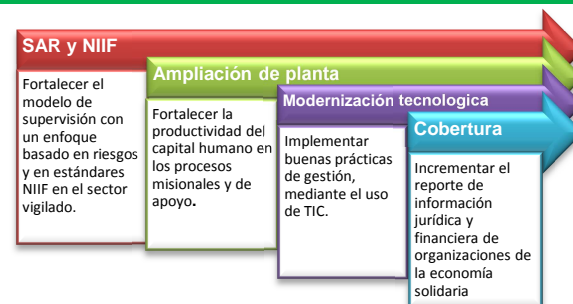 SAR y NIIF
Fortalecer el
modelo de
supervisión con
un enfoque
basado en riesgos
y en estándares
NIIF en el sector
vigilado.
Ampliación de planta
Fortalecer la
productividad del
capital humano en
los procesos
misionales y de
apoyo.
Modernización tecnologica
Implementar
buenas prácticas
de gestión,
mediante el uso
de TIC.
Cobertura
Incrementar el
reporte de
información
jurídica y
financiera de
organizaciones de
la economía
solidaria